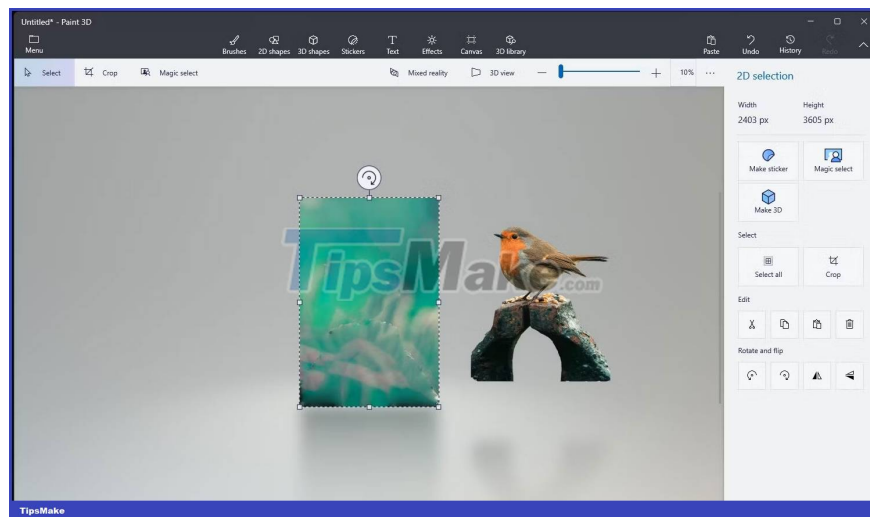 Untitled* - Paint 3D
Menu
Brushes 2D shapes 3D shapes Stickers Text Effects Canvas 3D library Paste Undo History Redo
Select Crop Magic select Mixed reality 3D view 10%
2D selection
Width Height
2403 px 3605 px
Make sticker Magic select
Make 3D
Select
Select all Crop
Edit
Rotate and flip
TipsMake.com
TipsMake